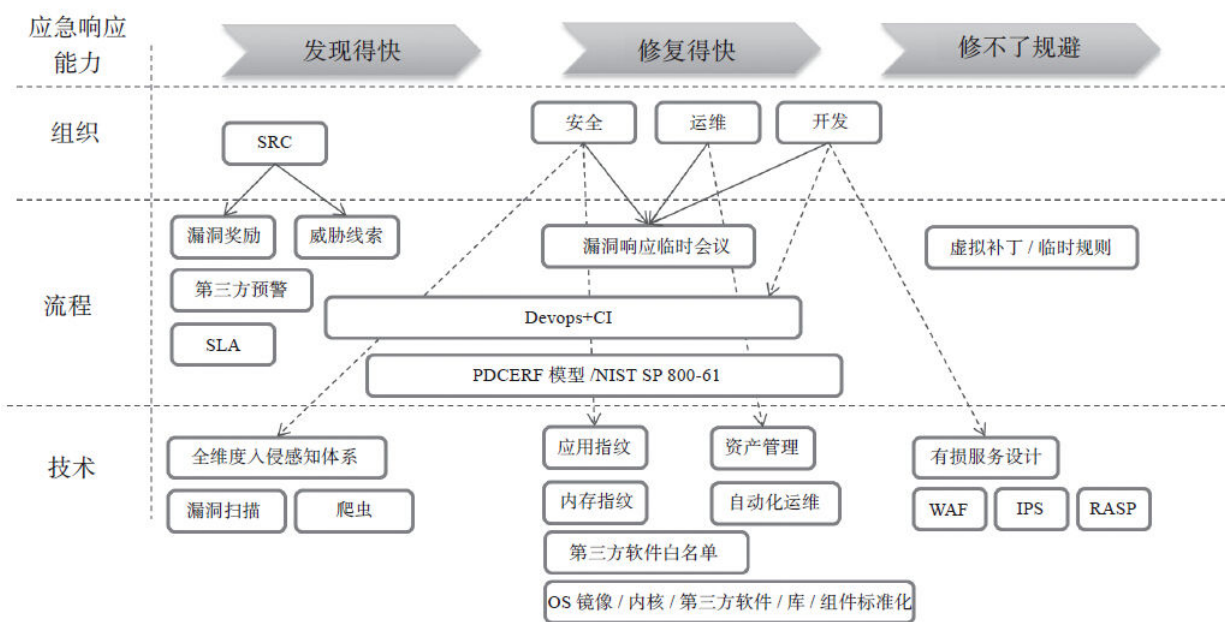 应急响应
能力
发现得快
修复得快
修不了规避
组织
SRC
安全
运维
开发
流程
漏洞奖励
威胁线索
漏洞响应临时会议
虚拟补丁 / 临时规则
第三方预警
Devops+CI
SLA
PDCERF 模型 /NIST SP 800-61
技术
全维度入侵感知体系
应用指纹
资产管理
有损服务设计
漏洞扫描
爬虫
内存指纹
自动化运维
WAF
IPS
RASP
第三方软件白名单
OS 镜像 / 内核 / 第三方软件 / 库 / 组件标准化